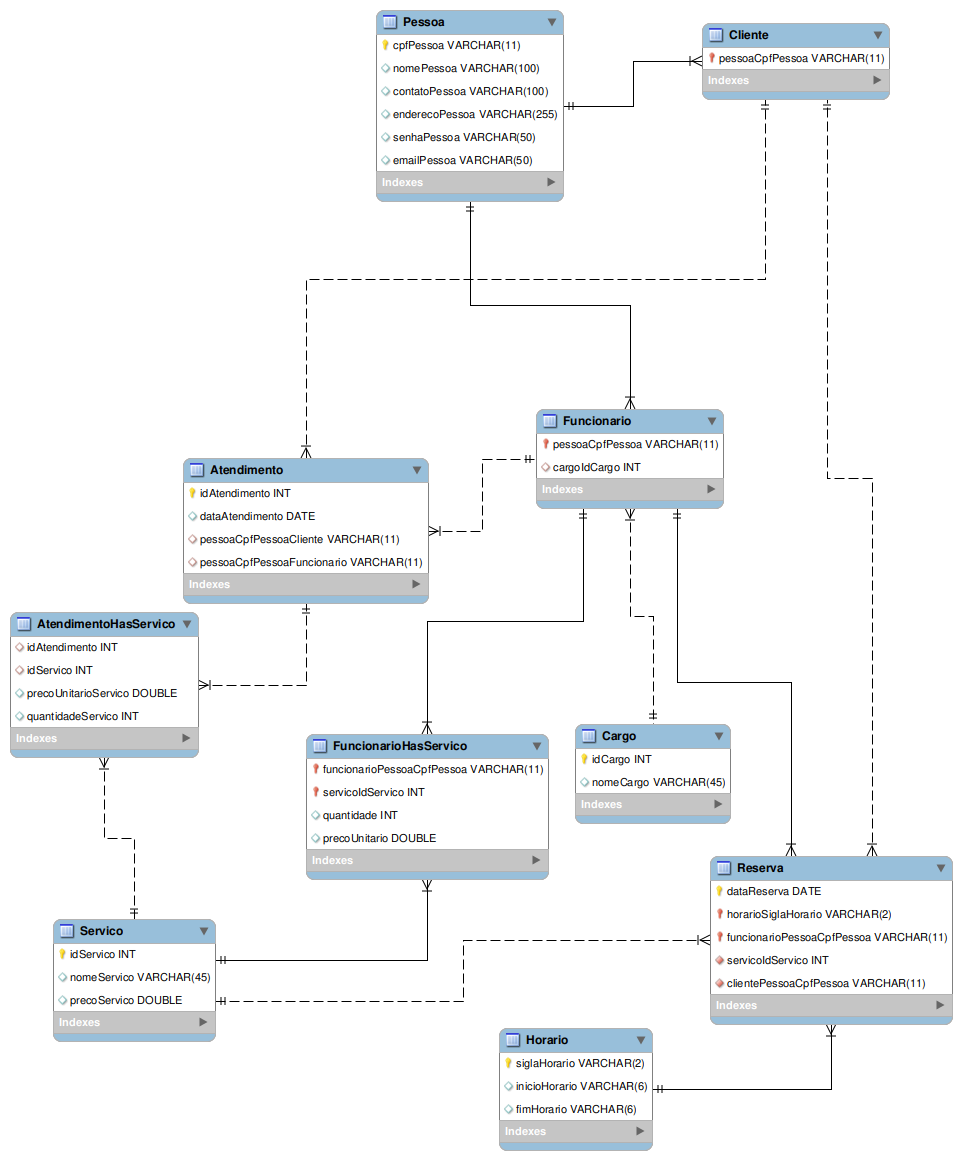 Pessoa
cpfPessoa VARCHAR(11)
nomePessoa VARCHAR(100)
contatoPessoa VARCHAR(100)
enderecoPessoa VARCHAR(255)
senhaPessoa VARCHAR(50)
emailPessoa VARCHAR(50)
Indexes
Cliente
pessoaCpfPessoa VARCHAR(11)
Indexes
Funcionario
pessoaCpfPessoa VARCHAR(11)
cargoIdCargo INT
Indexes
Atendimento
idAtendimento INT
dataAtendimento DATE
pessoaCpfPessoaCliente VARCHAR(11)
pessoaCpfPessoaFuncionario VARCHAR(11)
Indexes
AtendimentoHasServico
idAtendimento INT
idServico INT
precoUnitarioServico DOUBLE
quantidadeServico INT
Indexes
FuncionarioHasServico
funcionarioPessoaCpfPessoa VARCHAR(11)
servicoIdServico INT
quantidade INT
precoUnitario DOUBLE
Indexes
Cargo
idCargo INT
nomeCargo VARCHAR(45)
Indexes
Reserva
dataReserva DATE
horarioSiglaHorario VARCHAR(2)
funcionarioPessoaCpfPessoa VARCHAR(11)
servicoIdServico INT
clientePessoaCpfPessoa VARCHAR(11)
Indexes
Servico
idServico INT
nomeServico VARCHAR(45)
precoServico DOUBLE
Indexes
Horario
siglaHorario VARCHAR(2)
inicioHorario VARCHAR(6)
fimHorario VARCHAR(6)
Indexes